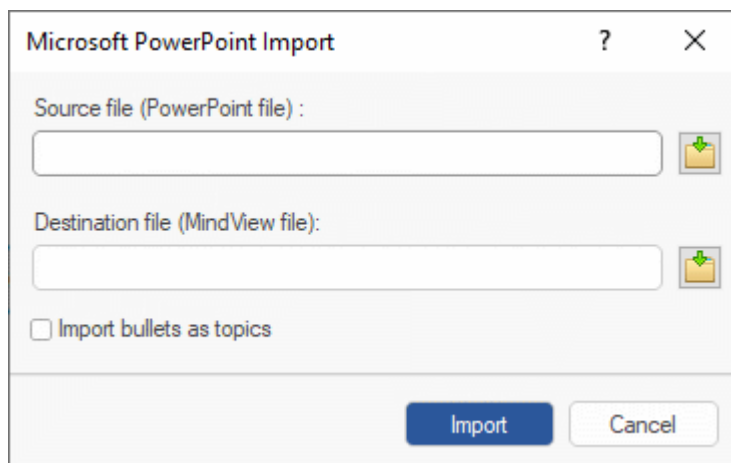 Microsoft PowerPoint Import ?
Source file (PowerPoint file) :
Destination file (MindView file):
Import bullets as topics
Import Cancel